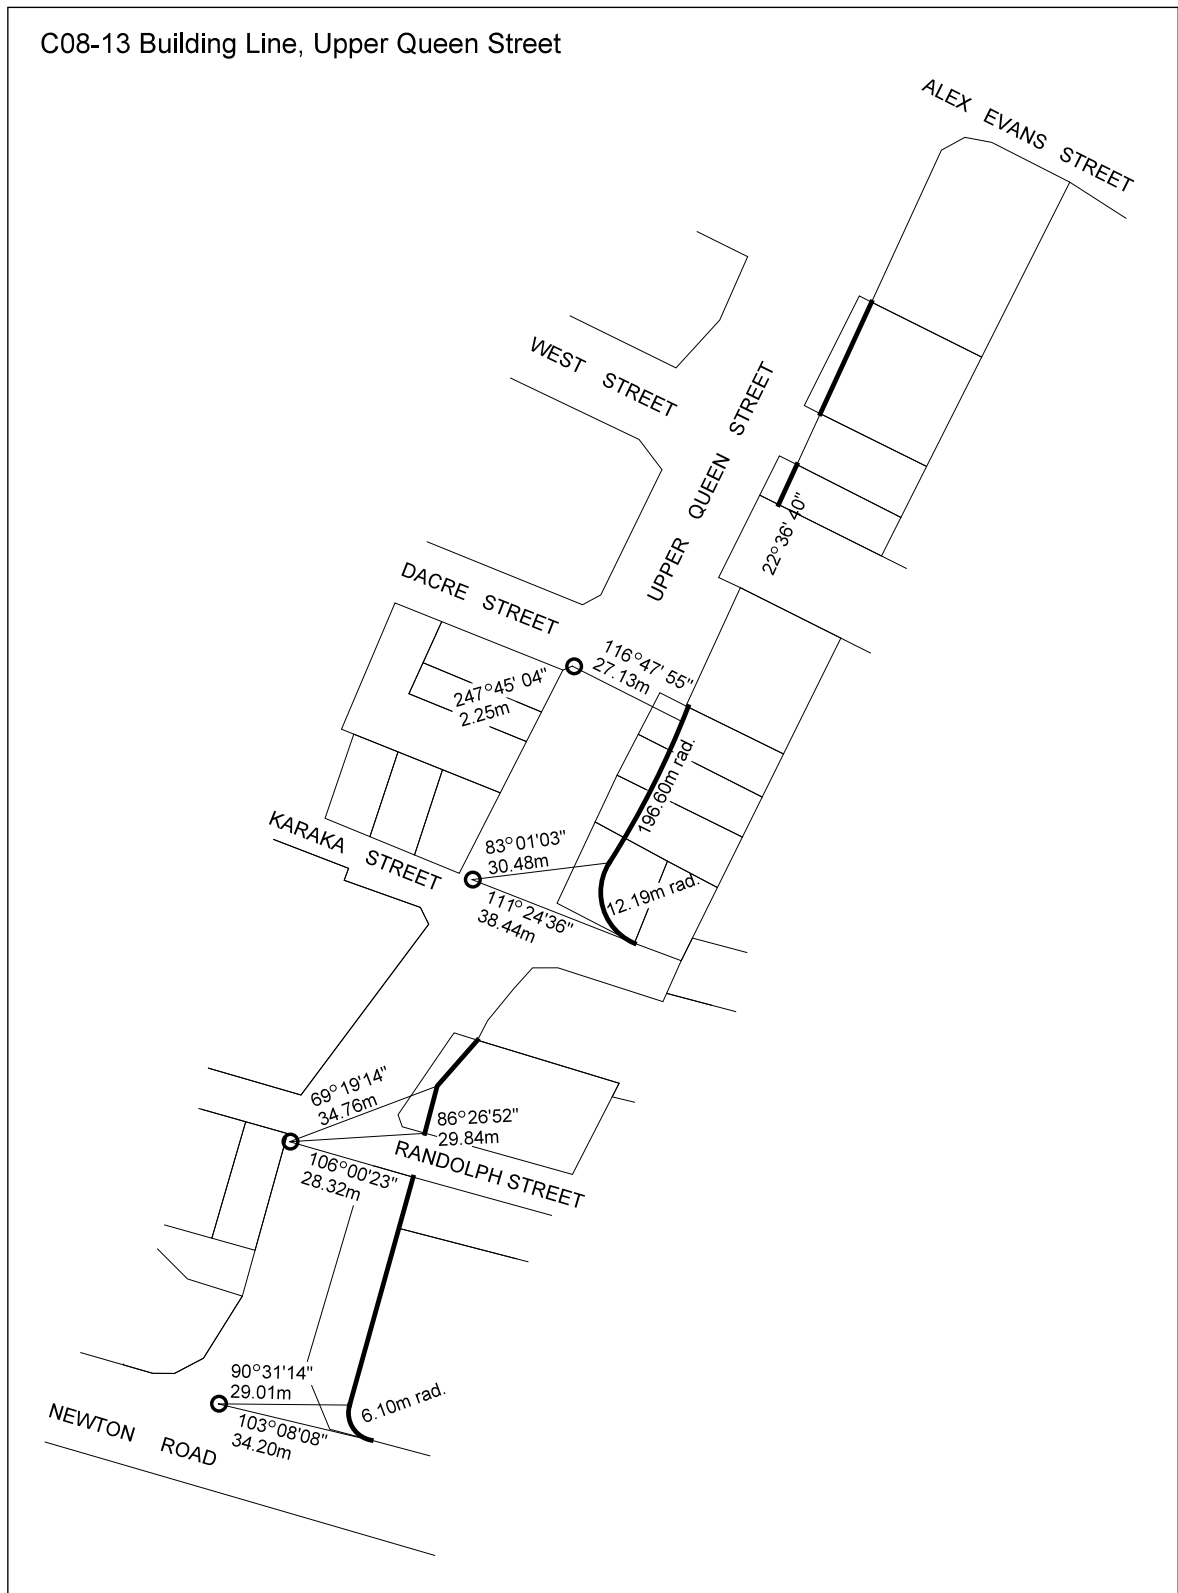 C08-13 Building Line, Upper Queen Street
ALEX EVANS STREET
WEST STREET
UPPER QUEEN STREET
22°36' 40"
DACRE STREET
116°47' 55"
27.13m
247°45' 04"
2.25m
196.60m rad.
KARAKA STREET
83°01'03"
30.48m
12.19m rad.
111°24'36"
38.44m
69°19'14"
34.76m
86°26'52"
29.84m
RANDOLPH STREET
106°00'23"
28.32m
90°31'14"
29.01m
6.10m rad.
103°08'08"
34.20m
NEWTON ROAD